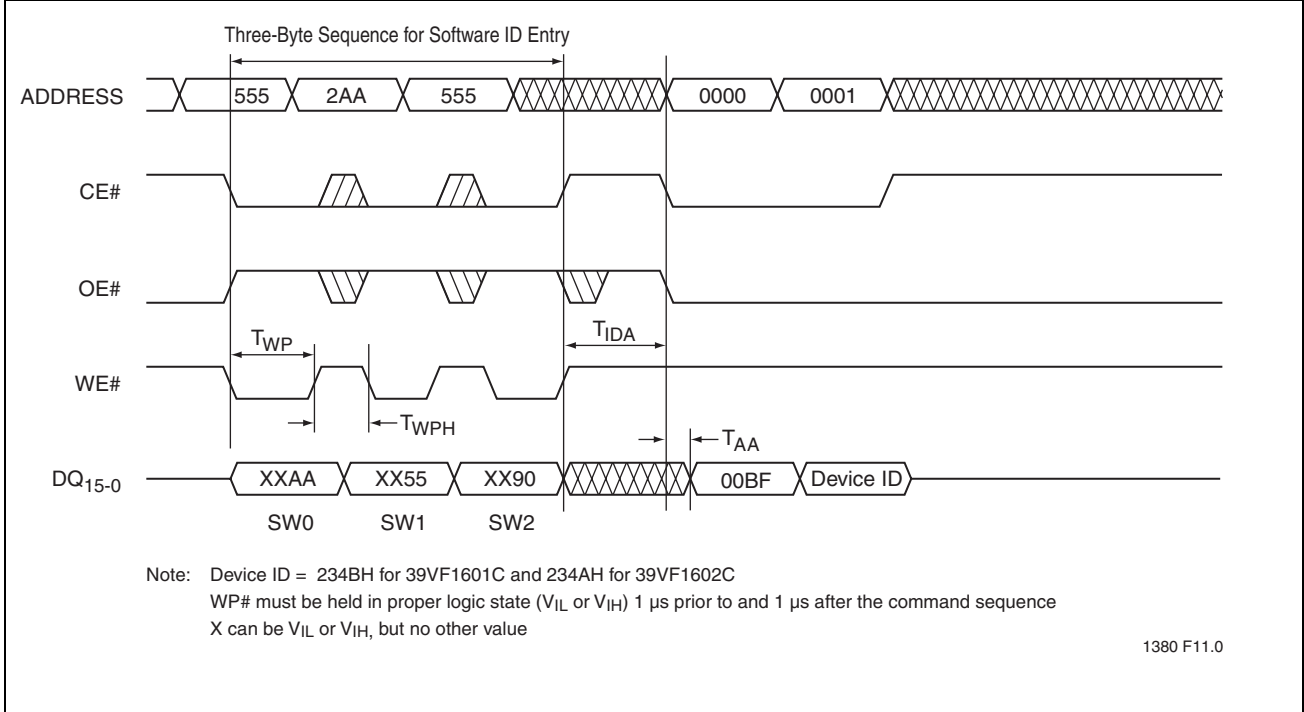 Three-Byte Sequence for Software ID Entry
ADDRESS 555 2AA 555 0000 0001
CE#
OE#
TWP TIDA
WE#
TWPH
TAA
DQ15-0 XXAA XX55 XX90 00BF Device ID
SW0 SW1 SW2
Note: Device ID = 234BH for 39VF1601C and 234AH for 39VF1602C
WP# must be held in proper logic state (VIL or VIH) 1 µs prior to and 1 µs after the command sequence
X can be VIL or VIH, but no other value
1380 F11.0